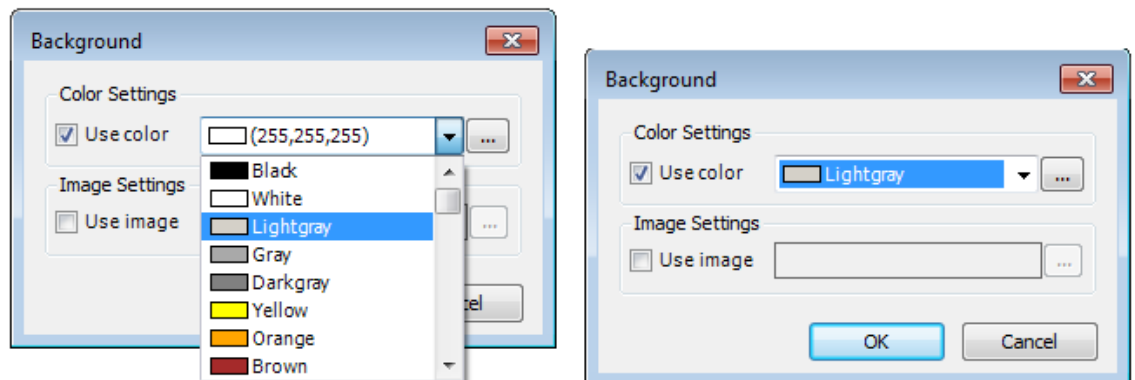 Background
Color Settings
Use color
(255,255,255)
...
Black
White
Lightgray
Gray
Darkgray
Yellow
Orange
Brown
Image Settings
Use image
...
Background
Color Settings
Use color
Lightgray
...
Image Settings
Use image
...
OK
Cancel